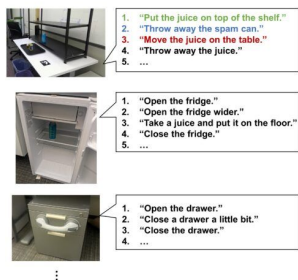 1. "Put the juice on top of the shelf."
2. "Throw away the spam can."
3. "Move the juice on the table."
4. "Throw away the juice."
5. ...
1. "Open the fridge."
2. "Open the fridge wider."
3. "Take a juice and put it on the floor."
4. "Close the fridge."
5. ...
1. "Open the drawer."
2. "Close a drawer a little bit."
3. "Close the drawer."
4. ...